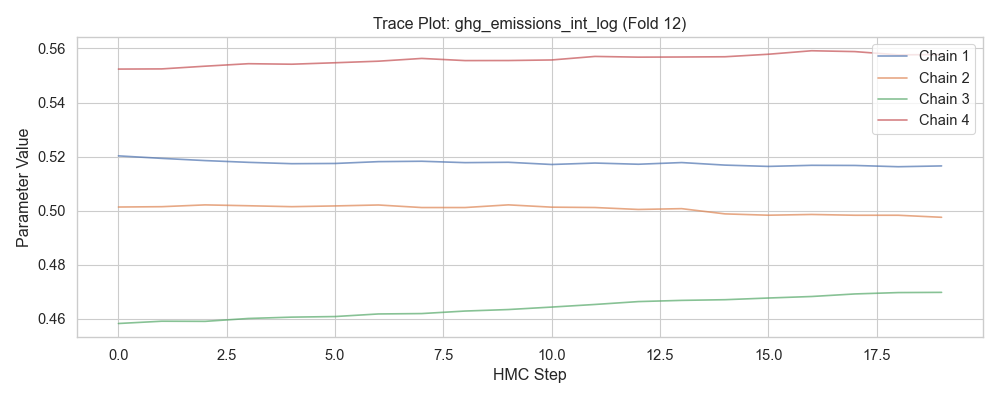 Trace Plot: ghg_emissions_int_log (Fold 12)
Parameter Value
0.56
0.54
0.52
0.50
0.48
0.46
Chain 1
Chain 2
Chain 3
Chain 4
0.0 2.5 5.0 7.5 10.0 12.5 15.0 17.5
HMC Step